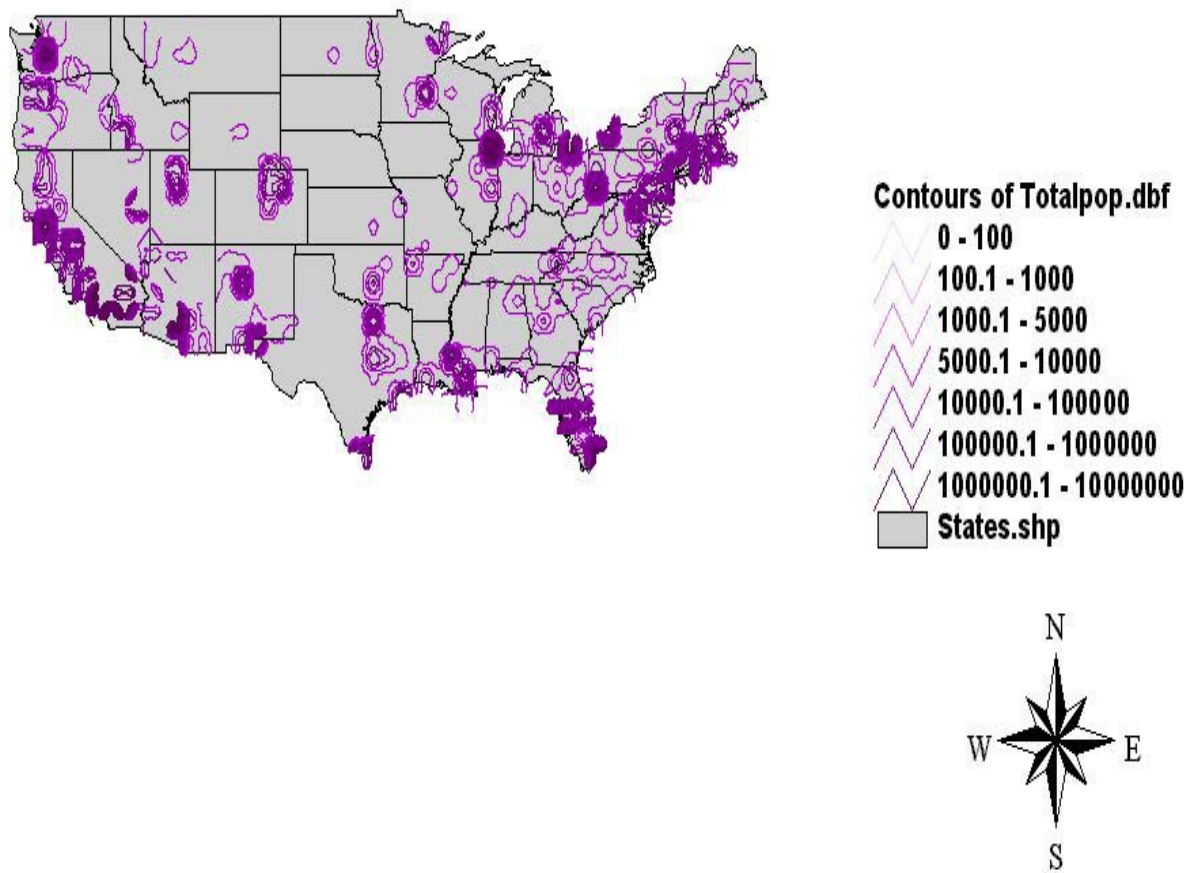 Contours of Totalpop.dbf
0 - 100
100.1 - 1000
1000.1 - 5000
5000.1 - 10000
10000.1 - 100000
100000.1 - 1000000
1000000.1 - 10000000
States.shp
N
W E
S